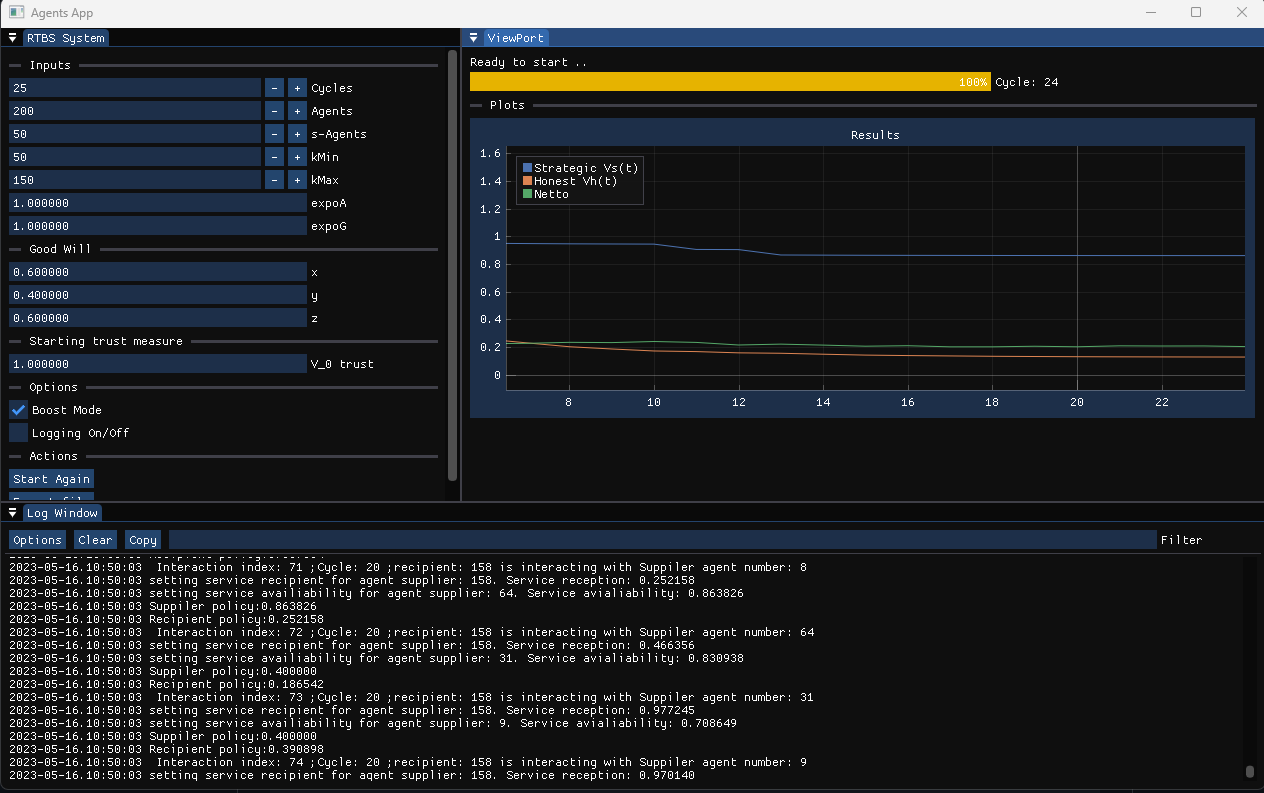 Agents App
RTBS System
Inputs
25 - + Cycles
200 - + Agents
50 - + s-Agents
50 - + kMin
150 - + kMax
1.000000 expoA
1.000000 expoG
Good Will
0.600000 x
0.400000 y
0.600000 z
Starting trust measure
1.000000 V_0 trust
Options
Boost Mode
Logging On/Off
Actions
Start Again
ViewPort
Ready to start ..
100% Cycle: 24
Plots
Results
Strategic Vs(t)
Honest Vh(t)
Netto
1.6
1.4
1.2
1
0.8
0.6
0.4
0.2
0
8 10 12 14 16 18 20 22
Log Window
Options Clear Copy Filter
2023-05-16.10:50:03 Interaction index: 71 ;Cycle: 20 ;recipient: 158 is interacting with Suppiler agent number: 8
2023-05-16.10:50:03 setting service recipient for agent supplier: 158. Service reception: 0.252158
2023-05-16.10:50:03 setting service availiability for agent supplier: 64. Service avialiability: 0.863826
2023-05-16.10:50:03 Suppiler policy:0.863826
2023-05-16.10:50:03 Recipient policy:0.252158
2023-05-16.10:50:03 Interaction index: 72 ;Cycle: 20 ;recipient: 158 is interacting with Suppiler agent number: 64
2023-05-16.10:50:03 setting service recipient for agent supplier: 158. Service reception: 0.466356
2023-05-16.10:50:03 setting service availiability for agent supplier: 31. Service avialiability: 0.830938
2023-05-16.10:50:03 Suppiler policy:0.400000
2023-05-16.10:50:03 Recipient policy:0.186542
2023-05-16.10:50:03 Interaction index: 73 ;Cycle: 20 ;recipient: 158 is interacting with Suppiler agent number: 31
2023-05-16.10:50:03 setting service recipient for agent supplier: 158. Service reception: 0.977245
2023-05-16.10:50:03 setting service availiability for agent supplier: 9. Service avialiability: 0.708649
2023-05-16.10:50:03 Suppiler policy:0.400000
2023-05-16.10:50:03 Recipient policy:0.390898
2023-05-16.10:50:03 Interaction index: 74 ;Cycle: 20 ;recipient: 158 is interacting with Suppiler agent number: 9
2023-05-16.10:50:03 setting service recipient for agent supplier: 158. Service reception: 0.970140